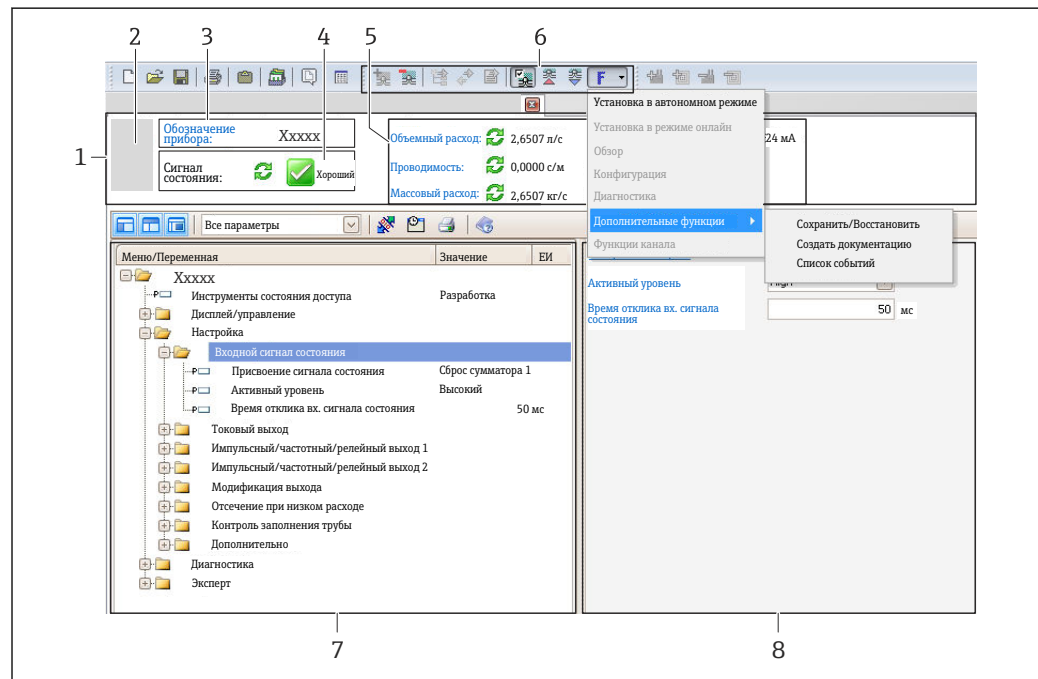 2 3 4 5 6
F
Установка в автономном режиме
Установка в режиме онлайн
Обзор
Конфигурация
Диагностика
Дополнительные функции
Функции канала
Сохранить/Восстановить
Создать документацию
Список событий
1
Обозначение
прибора: Xxxxx
Сигнал
состояния: Хороший
Объемный расход: 2,6507 л/с
24 мА
Проводимость: 0,0000 с/м
Массовый расход: 2,6507 кг/с
Все параметры
Меню/Переменная Значение ЕИ
Xxxxx
Инструменты состояния доступа Разработка
Дисплей/управление
Настройка
Входной сигнал состояния
Присвоение сигнала состояния Сброс сумматора 1
Активный уровень Высокий
Время отклика вх. сигнала состояния 50 мс
Токовый выход
Импульсный/частотный/релейный выход 1
Импульсный/частотный/релейный выход 2
Модификация выхода
Отсечение при низком расходе
Контроль заполнения трубы
Дополнительно
Диагностика
Эксперт
Активный уровень
Время отклика вх. сигнала
состояния 50 мс
7 8